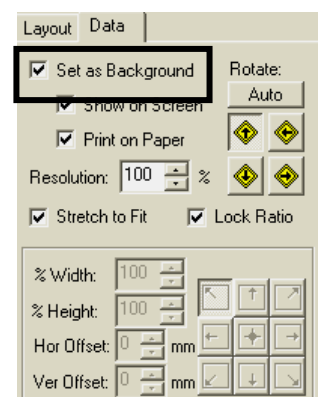 Layout Data
Set as Background Rotate:
Show on Screen Auto
Print on Paper
Resolution: 100 %
Stretch to Fit Lock Ratio
% Width: 100
% Height: 100
Hor Offset: 0 mm
Ver Offset: 0 mm